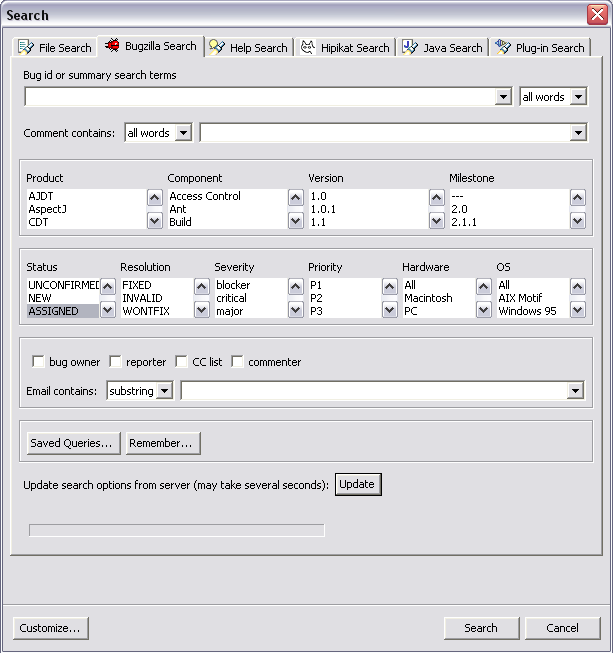 Search
File Search Bugzilla Search Help Search Hipikat Search Java Search Plug-in Search
Bug id or summary search terms
all words
Comment contains: all words
Product Component Version Milestone
AJDT Access Control 1.0 ---
AspectJ Ant 1.0.1 2.0
CDT Build 1.1 2.1.1
Status Resolution Severity Priority Hardware OS
UNCONFIRMED FIXED blocker P1 All All
NEW INVALID critical P2 Macintosh AIX Motif
ASSIGNED WONTFIX major P3 PC Windows 95
bug owner reporter CC list commenter
Email contains: substring
Saved Queries... Remember...
Update search options from server (may take several seconds): Update
Customize... Search Cancel